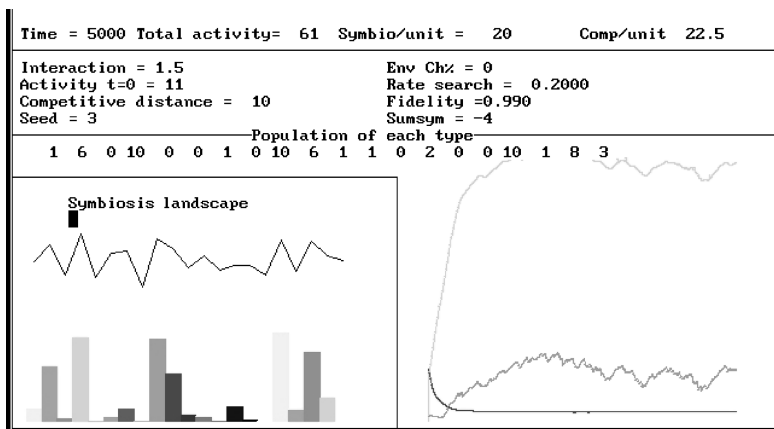 Time = 5000 Total activity= 61 Symbio/unit = 20 Comp/unit 22.5
Interaction = 1.5 Env Ch% = 0
Activity t=0 = 11 Rate search = 0.2000
Competitive distance = 10 Fidelity =0.990
Seed = 3 Sumsym = -4
Population of each type
1 6 0 10 0 0 1 0 10 6 1 1 0 2 0 0 10 1 8 3
Symbiosis landscape